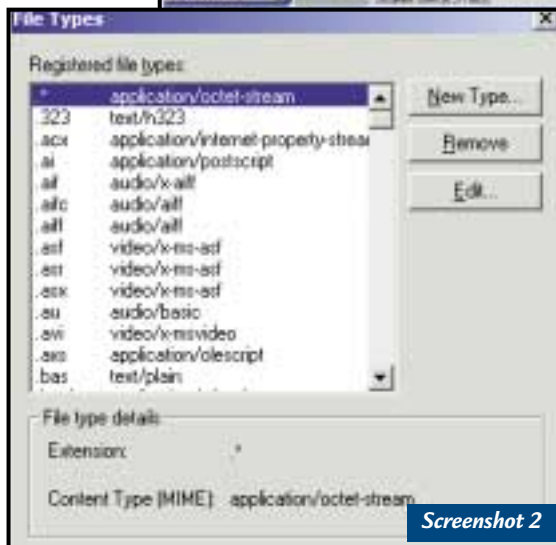 File Types
Registered file types:
.* application/octet-stream
323 text/h323
.acx application/internet-property-strea
.ai application/postscript
.aif audio/x-aiff
.aifc audio/aiff
.aiff audio/aiff
.asf video/x-ms-asf
.asr video/x-ms-asf
.asx video/x-ms-asf
.au audio/basic
.avi video/x-msvideo
.axs application/olescript
.bas text/plain
New Type...
Remove
Edit...
File type details
Extension: .*
Content Type (MIME): application/octet-stream
Screenshot 2